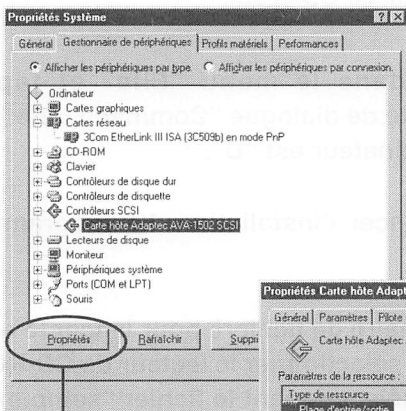 Propriétés Système
Général Gestionnaire de périphériques Profils matériels Performances
Afficher les périphériques par type. Afficher les périphériques par connexion.
Ordinateur
Cartes graphiques
Cartes réseau
3Com EtherLink III ISA (3C509b) en mode PnP
CD-ROM
Clavier
Contrôleurs de disque dur
Contrôleurs de disquette
Contrôleurs SCSI
Carte hôte Adaptec AVA-1502 SCSI
Lecteurs de disque
Moniteur
Périphériques système
Ports (COM et LPT)
Souris
Propriétés Rafraîchir Suppri
Propriétés Carte hôte Adapt
Général Paramètres Pilote
Carte hôte Adaptec
Paramètres de la ressource :
Type de ressource
Plage d'entrée/sortie